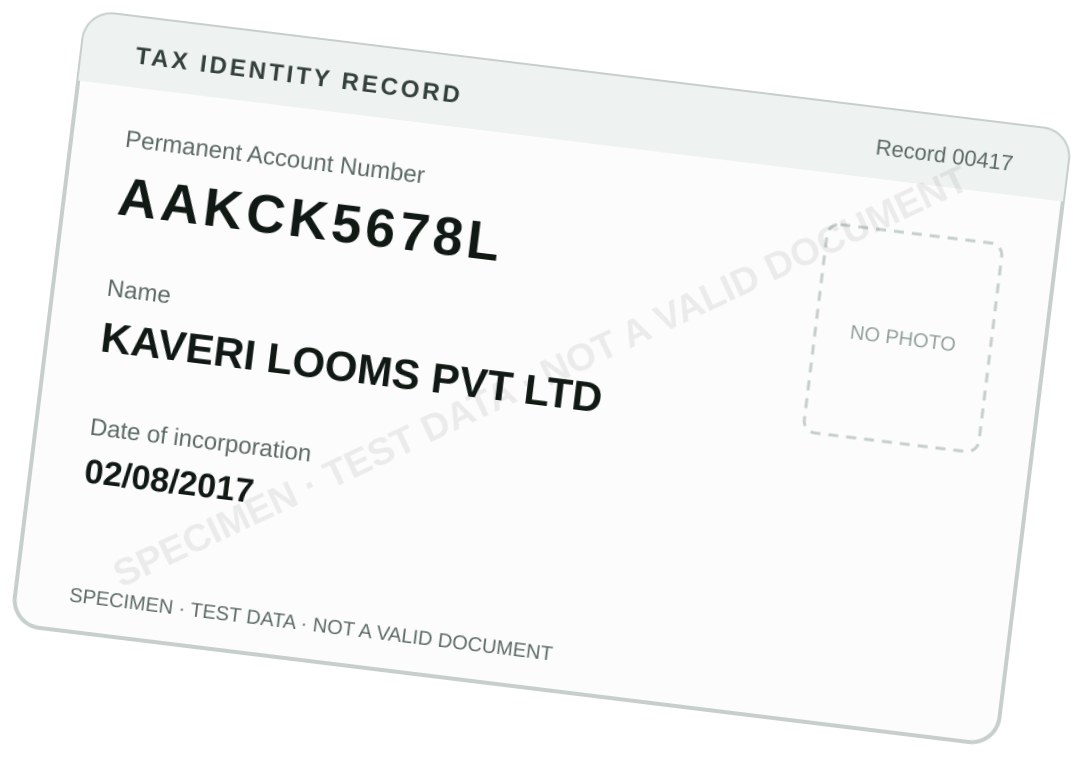 TAX IDENTITY RECORD
Record 00417
Permanent Account Number
AAKCK5678L
Name
KAVERI LOOMS PVT LTD
Date of incorporation
02/08/2017
NO PHOTO
SPECIMEN · TEST DATA · NOT A VALID DOCUMENT
SPECIMEN · TEST DATA · NOT A VALID DOCUMENT